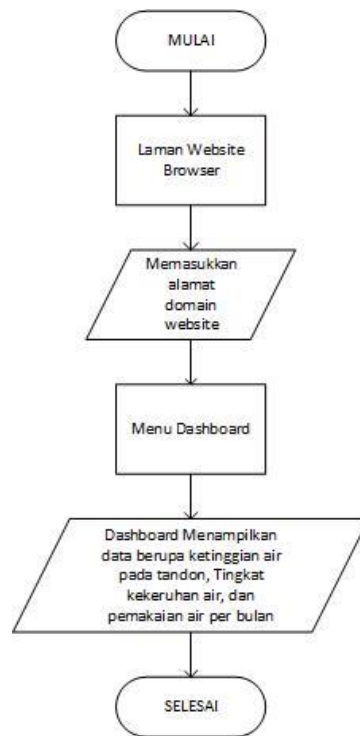 MULAI
Laman Website
Browser
Memasukkan
alamat
domain
website
Menu Dashboard
Dashboard Menampilkan
data berupa ketinggian air
pada tandon, Tingkat
kekeruhan air, dan
pemakaian air per bulan
SELESAI